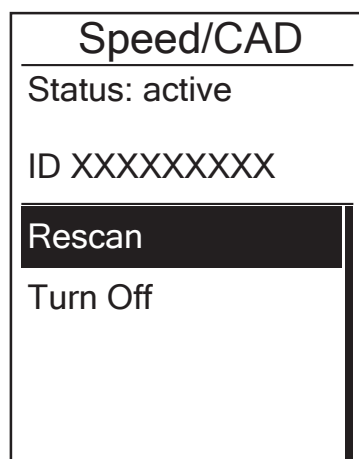 Speed/CAD
Status: active
ID XXXXXXXXX
Rescan
Turn Off